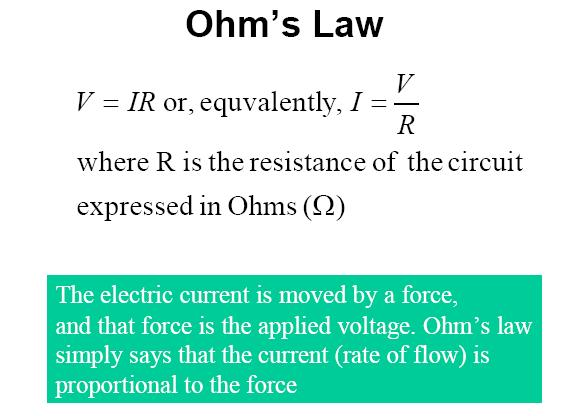 Ohm's Law
V = IR or, equvalently, I = V/R
where R is the resistance of the circuit
expressed in Ohms (Ω)
The electric current is moved by a force,
and that force is the applied voltage. Ohm's law
simply says that the current (rate of flow) is
proportional to the force